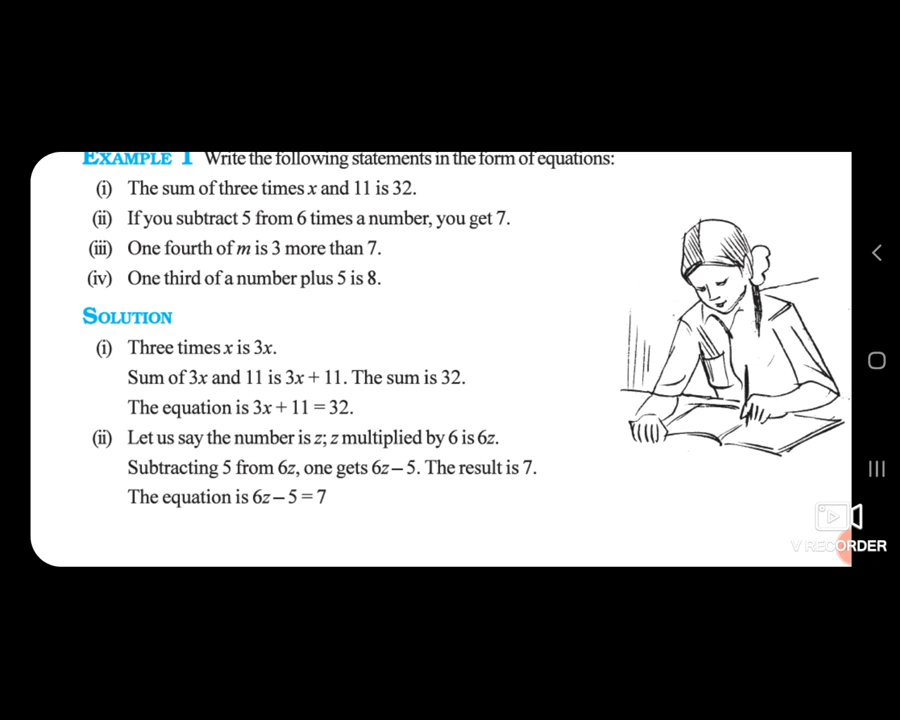 EXAMPLE 1 Write the following statements in the form of equations:
(i) The sum of three times x and 11 is 32.
(ii) If you subtract 5 from 6 times a number, you get 7.
(iii) One fourth of m is 3 more than 7.
(iv) One third of a number plus 5 is 8.
SOLUTION
(i) Three times x is 3x.
Sum of 3x and 11 is 3x + 11. The sum is 32.
The equation is 3x + 11 = 32.
(ii) Let us say the number is z; z multiplied by 6 is 6z.
Subtracting 5 from 6z, one gets 6z – 5. The result is 7.
The equation is 6z – 5 = 7
V RECORDER